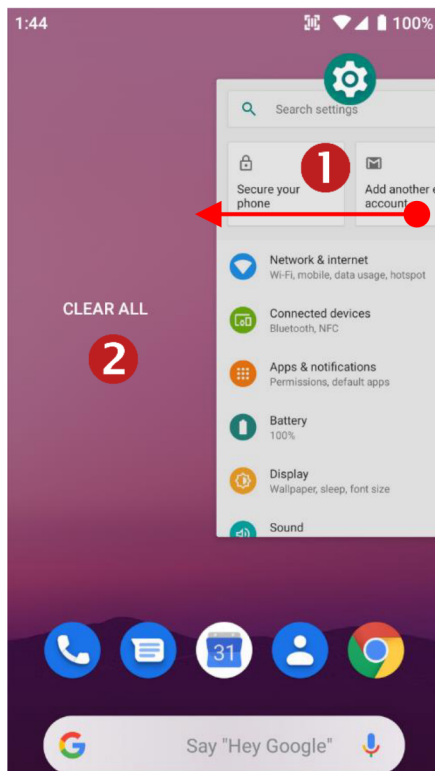 1:44
100%
Search settings
1
Secure your
phone
Add another e
account
Network & internet
Wi-Fi, mobile, data usage, hotspot
CLEAR ALL
2
Connected devices
Bluetooth, NFC
Apps & notifications
Permissions, default apps
Battery
100%
Display
Wallpaper, sleep, font size
Sound
31
G
Say "Hey Google"